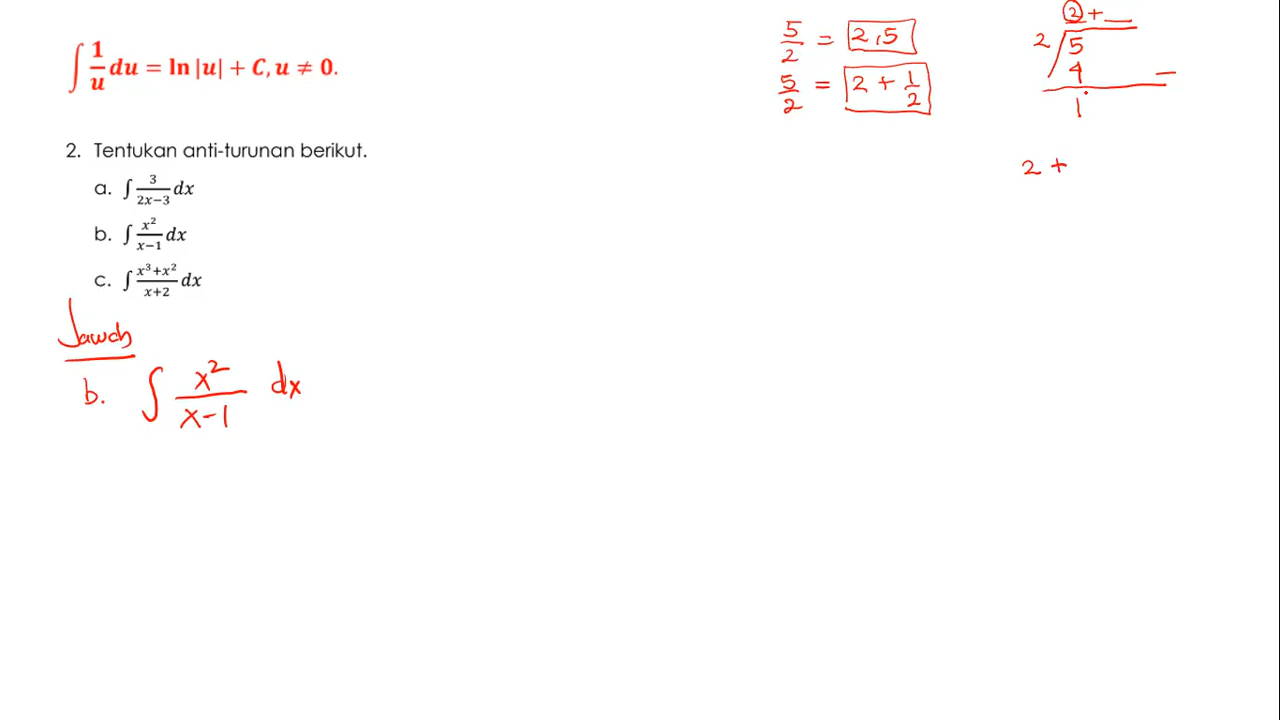 ∫ 1/u du = ln |u| + C, u ≠ 0.
2. Tentukan anti-turunan berikut.
a. ∫ 3/(2x−3) dx
b. ∫ x²/(x−1) dx
c. ∫ (x³+x²)/(x+2) dx
Jawab
b. ∫ x²/(x−1) dx
5/2 = 2,5
5/2 = 2 + 1/2
2 + _
2 / 5
4 −
1
2 +